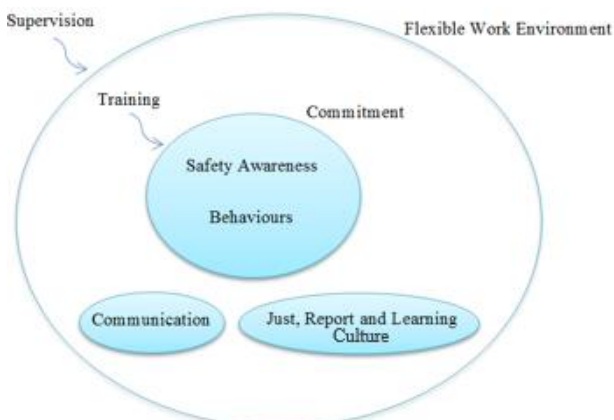 Supervision
Flexible Work Environment
Training
Commitment
Safety Awareness
Behaviours
Communication
Just, Report and Learning
Culture